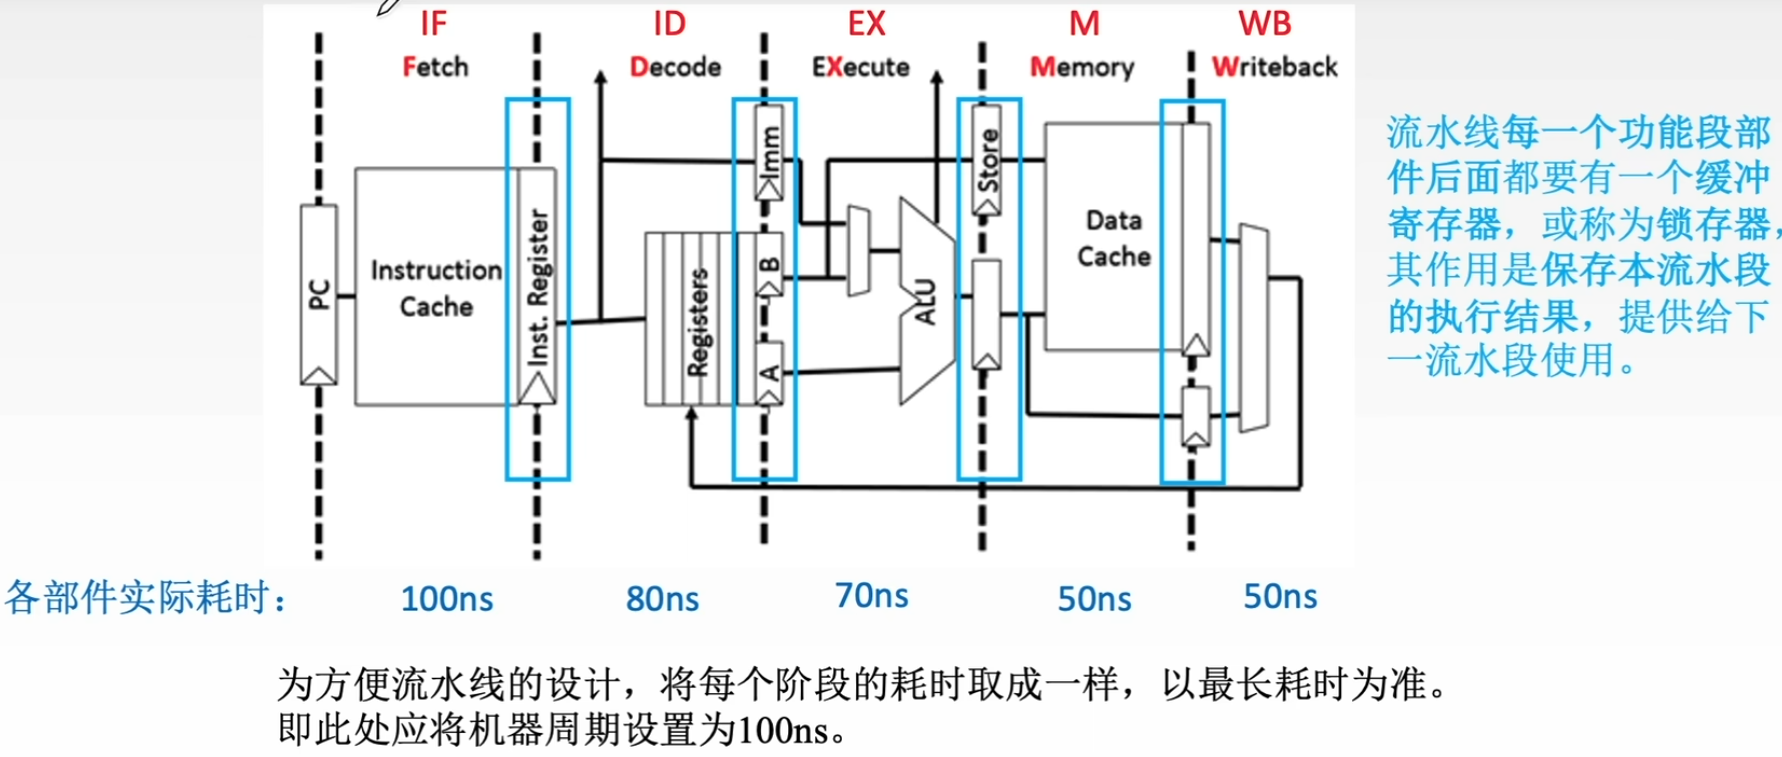 IF ID EX M WB
Fetch Decode EXecute Memory Writeback
PC
Instruction
Cache
Inst. Register
Registers
Imm
B
A
ALU
Store
Data
Cache
流水线每一个功能段部
件后面都要有一个缓冲
寄存器，或称为锁存器，
其作用是保存本流水段
的执行结果，提供给下
一流水段使用。
各部件实际耗时： 100ns 80ns 70ns 50ns 50ns
为方便流水线的设计，将每个阶段的耗时取成一样，以最长耗时为准。
即此处应将机器周期设置为100ns。